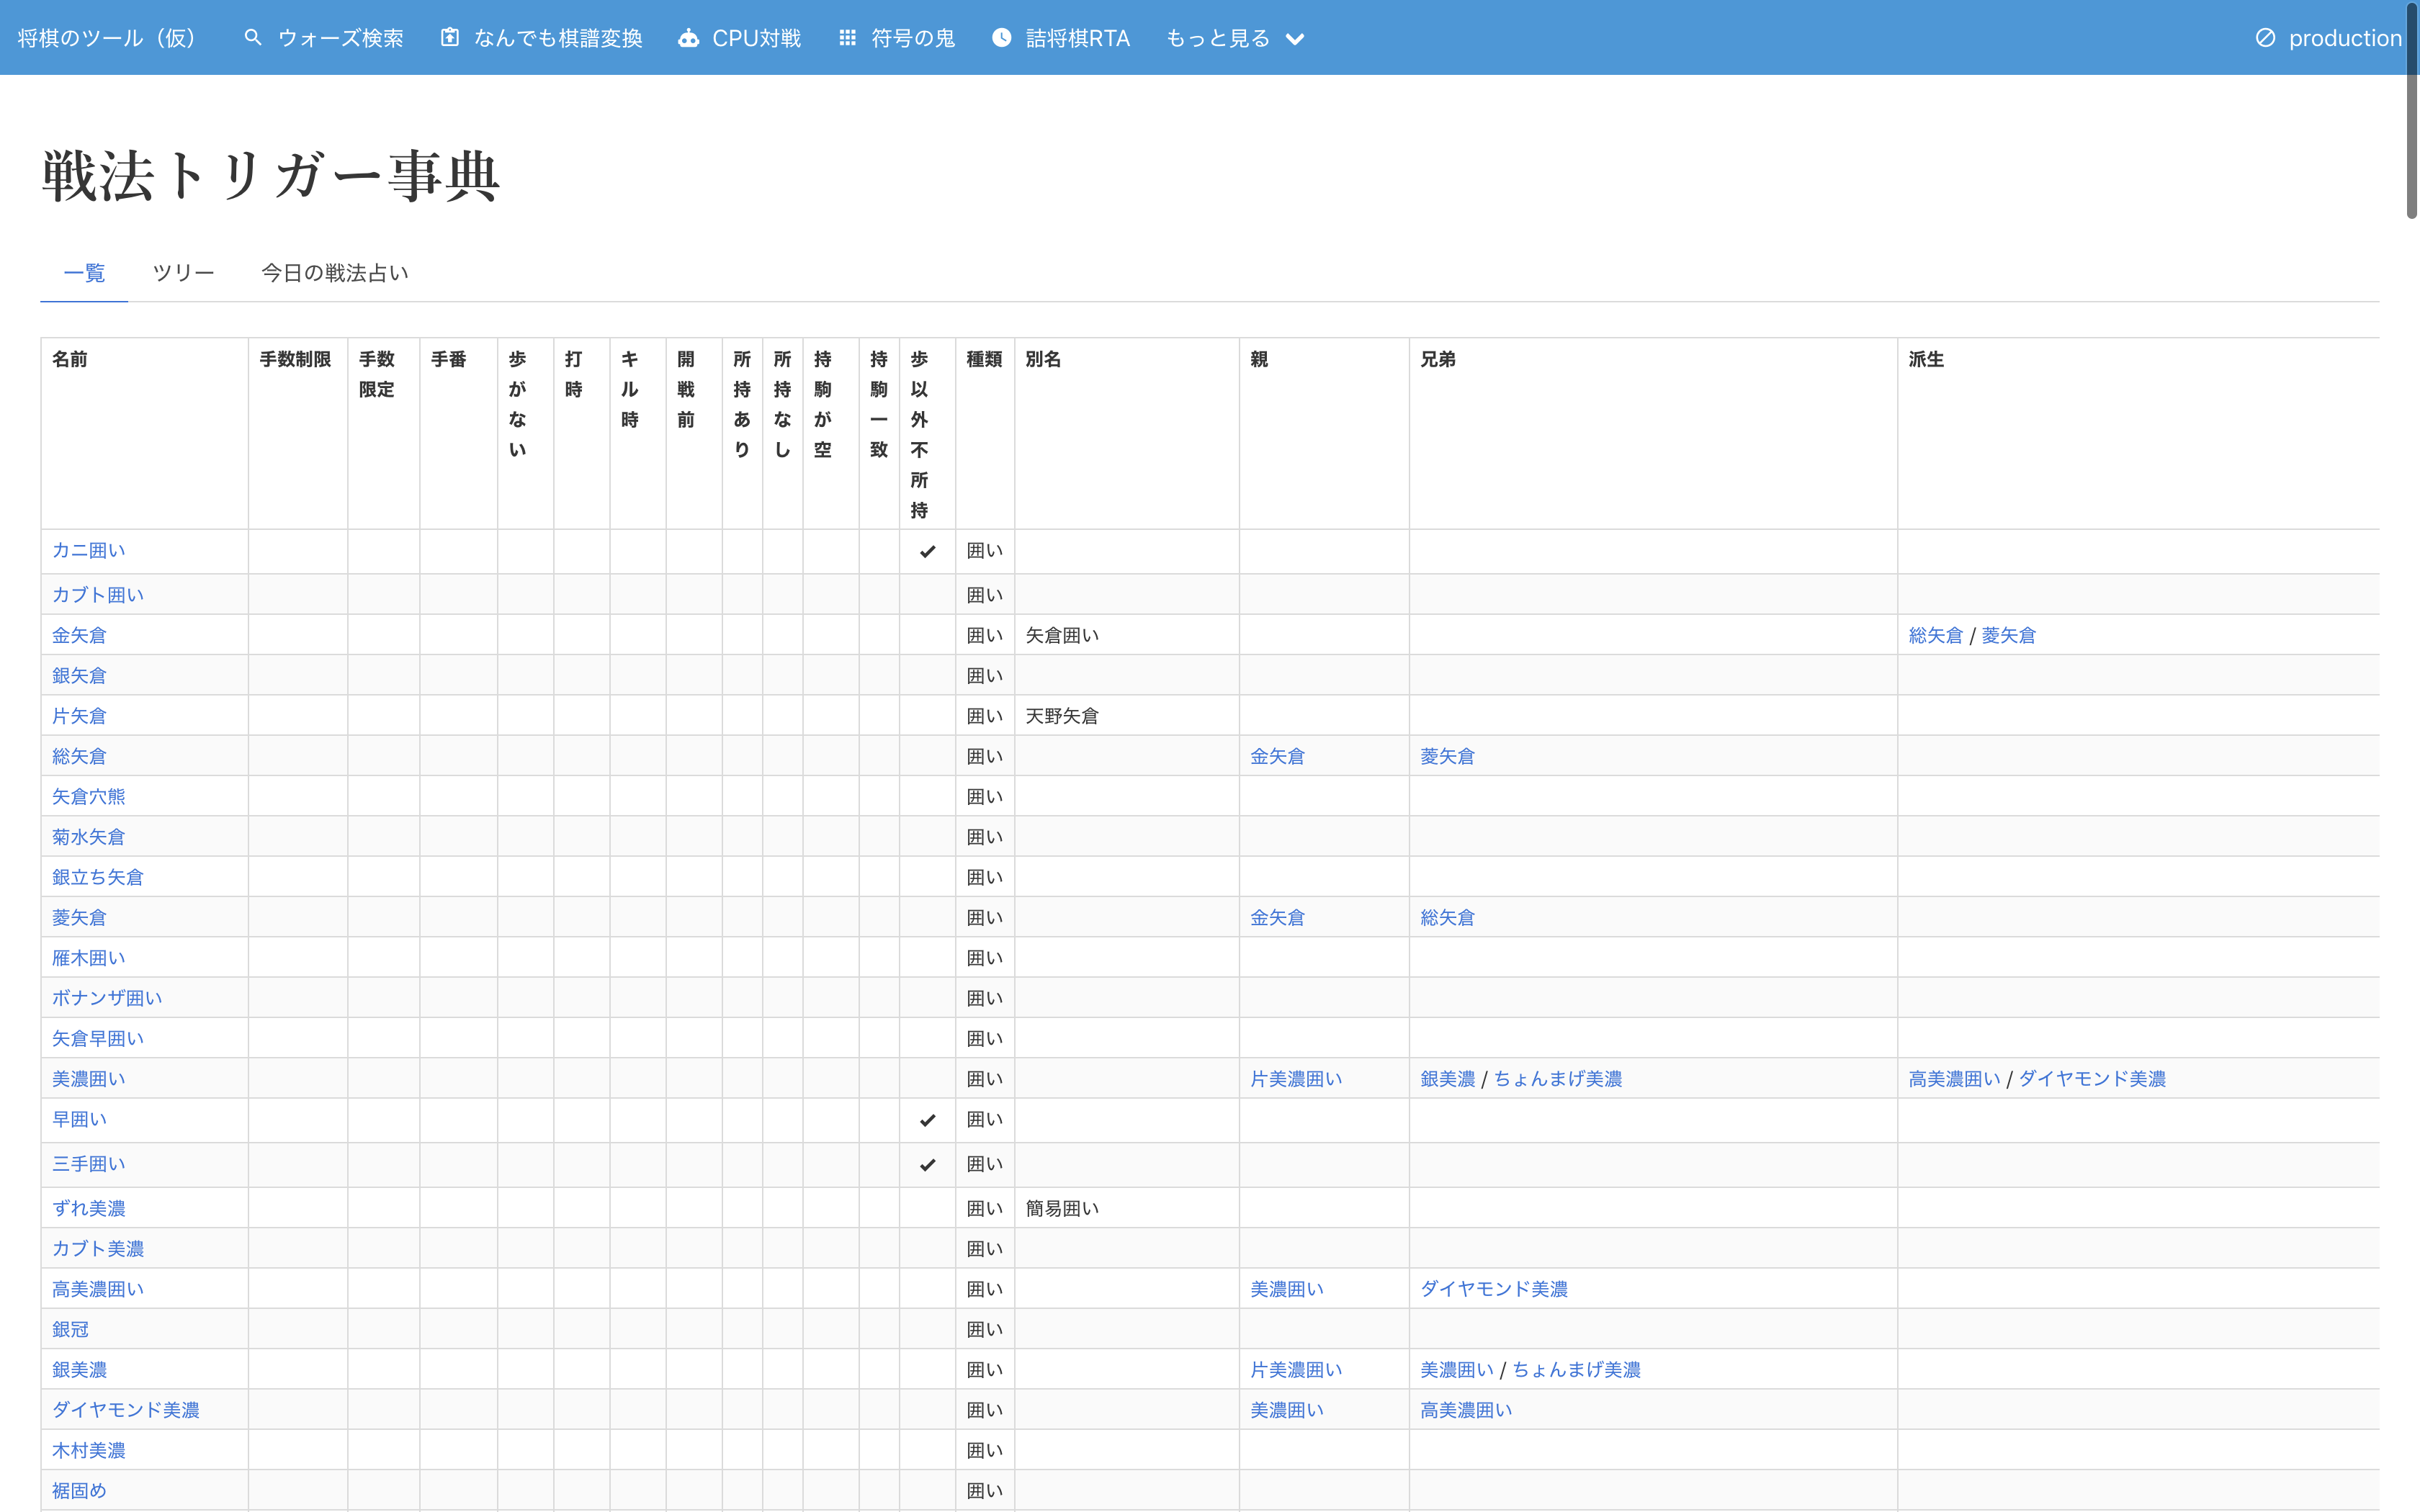 将棋のツール（仮） ウォーズ検索 なんでも棋譜変換 CPU対戦 符号の鬼 詰将棋RTA もっと見る production
戦法トリガー事典
一覧 ツリー 今日の戦法占い
名前 手数制限 手数限定 手番 歩がない 打時 キル時 開戦前 所持あり 所持なし 持駒が空 持駒一致 歩以外不所持 種類 別名 親 兄弟 派生
カニ囲い ✔ 囲い
カブト囲い 囲い
金矢倉 囲い 矢倉囲い 総矢倉 / 菱矢倉
銀矢倉 囲い
片矢倉 囲い 天野矢倉
総矢倉 囲い 金矢倉 菱矢倉
矢倉穴熊 囲い
菊水矢倉 囲い
銀立ち矢倉 囲い
菱矢倉 囲い 金矢倉 総矢倉
雁木囲い 囲い
ボナンザ囲い 囲い
矢倉早囲い 囲い
美濃囲い 囲い 片美濃囲い 銀美濃 / ちょんまげ美濃 高美濃囲い / ダイヤモンド美濃
早囲い ✔ 囲い
三手囲い ✔ 囲い
ずれ美濃 囲い 簡易囲い
カブト美濃 囲い
高美濃囲い 囲い 美濃囲い ダイヤモンド美濃
銀冠 囲い
銀美濃 囲い 片美濃囲い 美濃囲い / ちょんまげ美濃
ダイヤモンド美濃 囲い 美濃囲い 高美濃囲い
木村美濃 囲い
裾固め 囲い